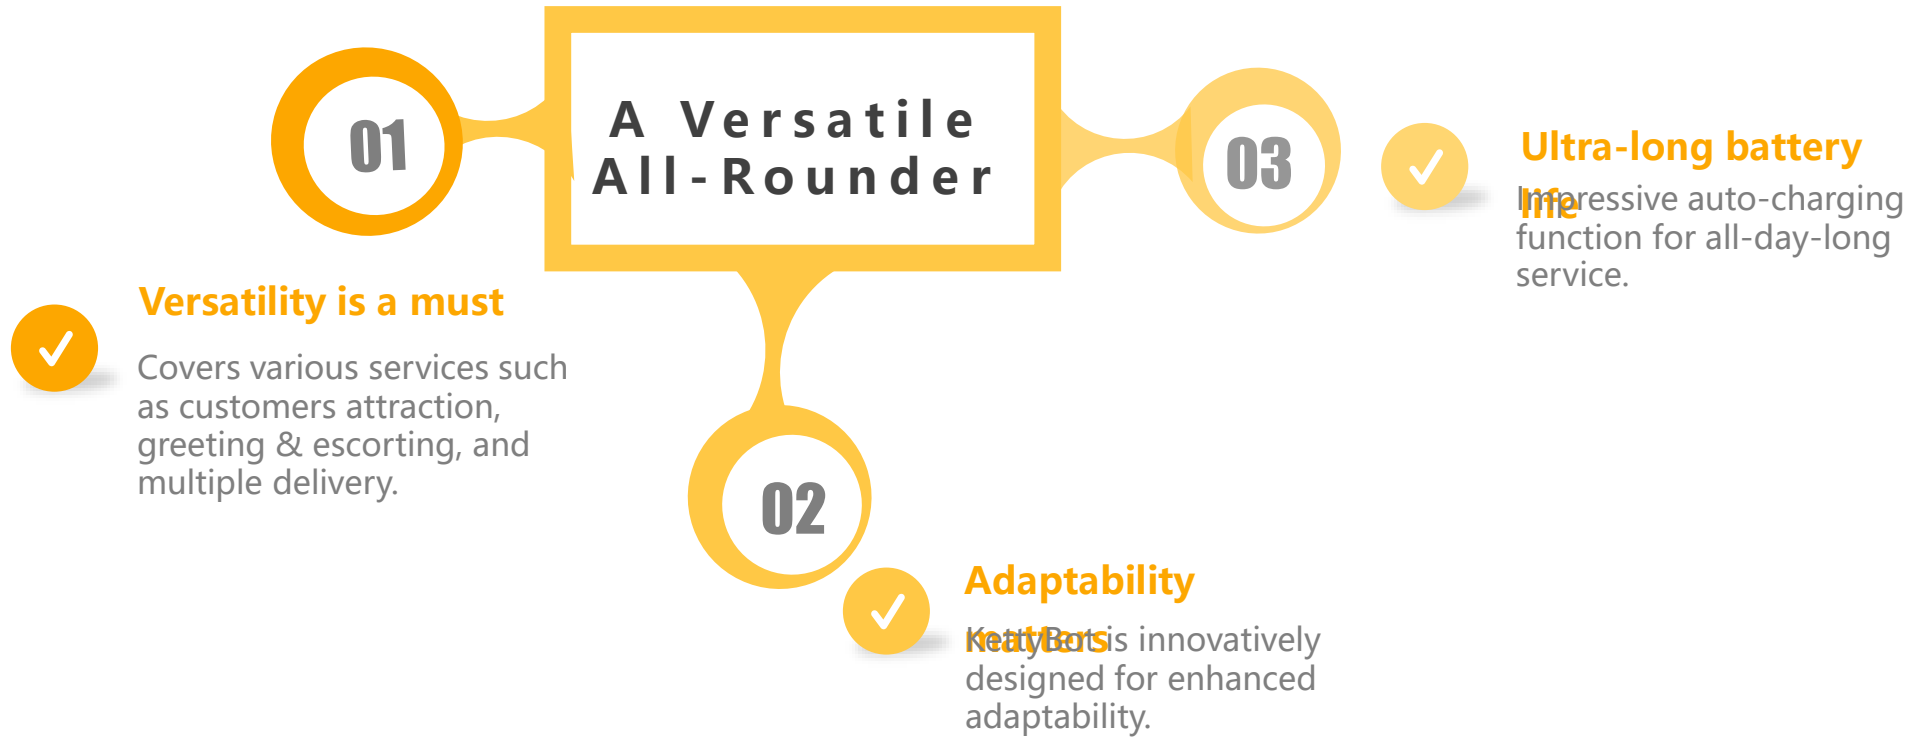 A Versatile
All-Rounder
01
Versatility is a must
Covers various services such
as customers attraction,
greeting & escorting, and
multiple delivery.
02
Adaptability
matters
KettyBot is innovatively
designed for enhanced
adaptability.
03
Ultra-long battery
life
Impressive auto-charging
function for all-day-long
service.